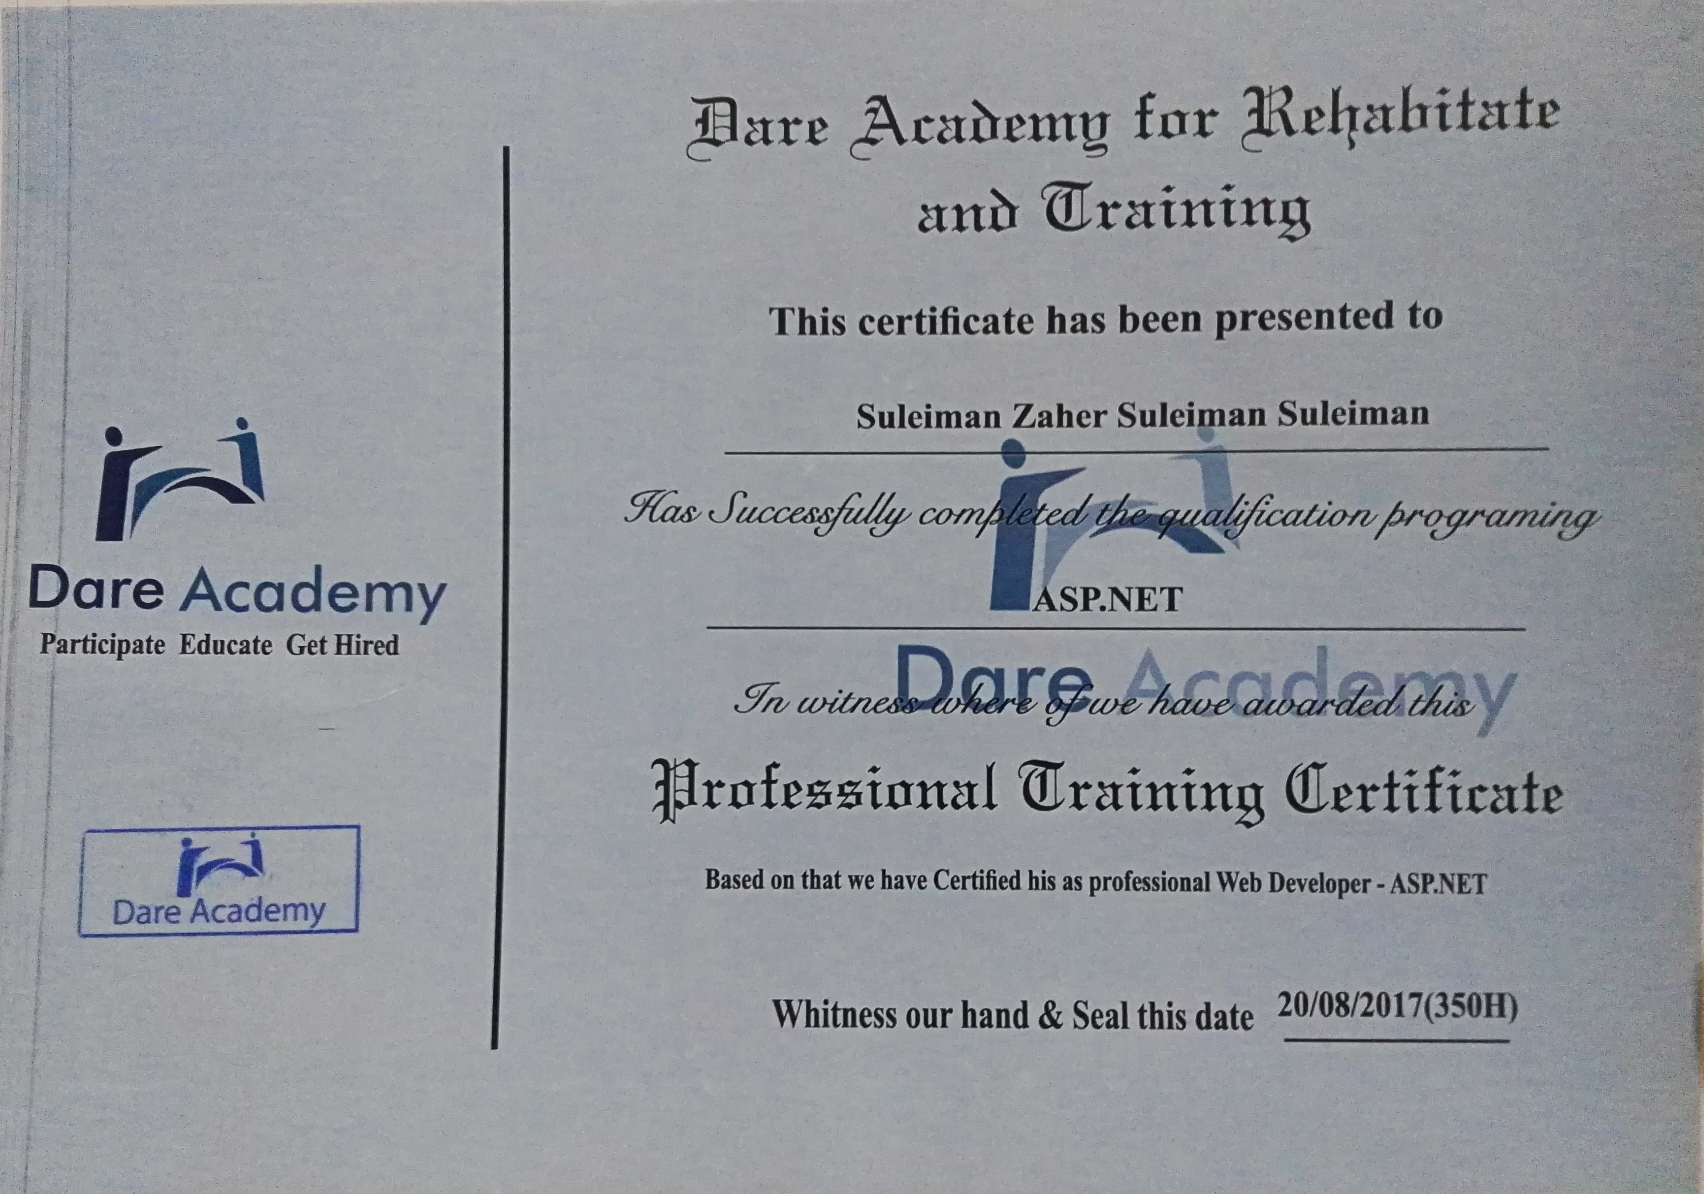 Dare Academy for Rehabitate
and Training
This certificate has been presented to
Suleiman Zaher Suleiman Suleiman
Has Successfully completed the qualification programing
ASP.NET
Dare Academy
In witness where of we have awarded this
Professional Training Certificate
Based on that we have Certified his as professional Web Developer - ASP.NET
Whitness our hand & Seal this date 20/08/2017(350H)
Dare Academy
Participate Educate Get Hired
Dare Academy